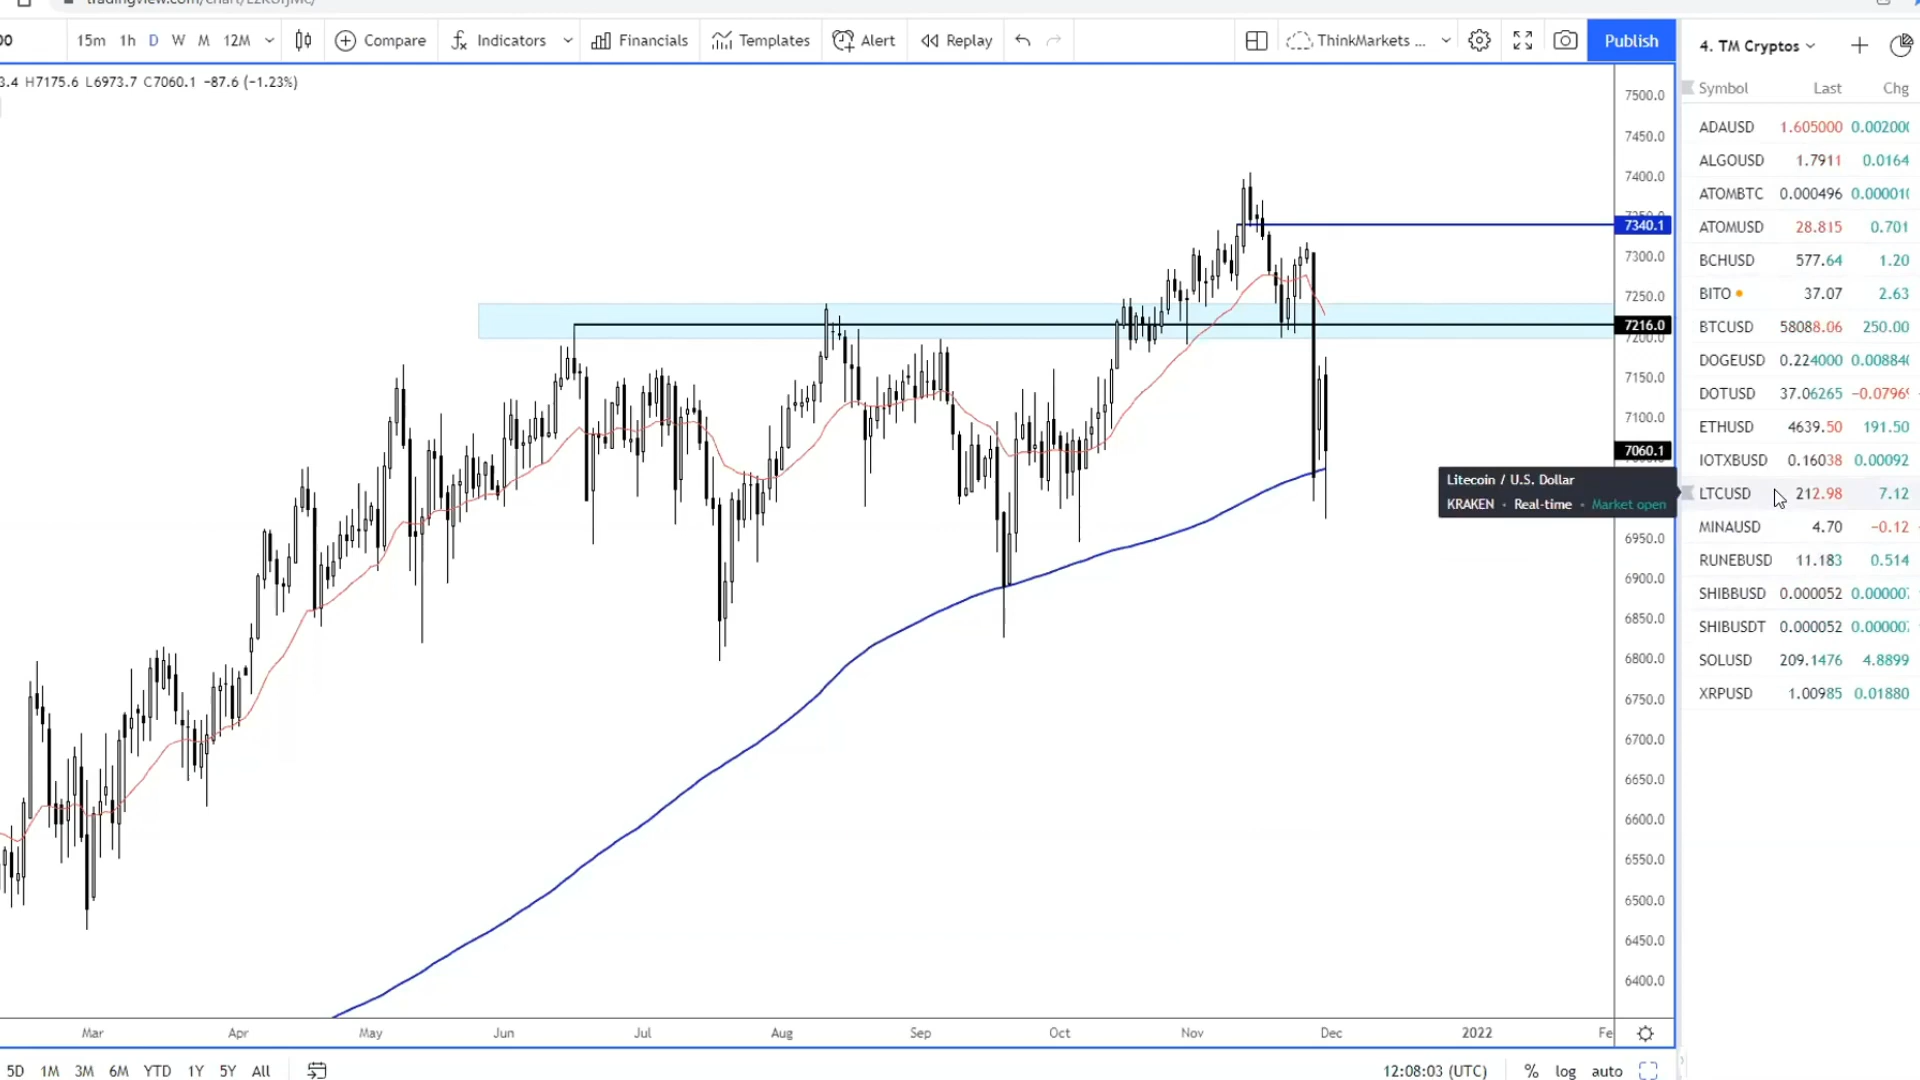 15m 1h D W M 12M Compare Indicators Financials Templates Alert Replay ThinkMarkets ... Publish
4. TM Cryptos
H7175.6 L6973.7 C7060.1 −87.6 (−1.23%)
Symbol Last Chg
ADAUSD 1.605000
ALGOUSD 1.7911 0.0164
ATOMBTC 0.000496
ATOMUSD 28.815 0.701
BCHUSD 577.64 1.20
BITO 37.07 2.63
BTCUSD 58088.06 250.00
DOGEUSD 0.224000
DOTUSD 37.06265
ETHUSD 4639.50 191.50
IOTXBUSD 0.16038 0.00092
LTCUSD 212.98 7.12
MINAUSD 4.70 −0.12
RUNEBUSD 11.183 0.514
SHIBBUSD 0.000052
SHIBUSDT 0.000052
SOLUSD 209.1476 4.8899
XRPUSD 1.00985 0.01880
7500.0
7450.0
7400.0
7340.1
7300.0
7250.0
7216.0
7200.0
7150.0
7100.0
7060.1
6950.0
6900.0
6850.0
6800.0
6750.0
6700.0
6650.0
6600.0
6550.0
6500.0
6450.0
6400.0
Litecoin / U.S. Dollar
KRAKEN • Real-time • Market open
Mar Apr May Jun Jul Aug Sep Oct Nov Dec 2022
5D 1M 3M 6M YTD 1Y 5Y All 12:08:03 (UTC) % log auto